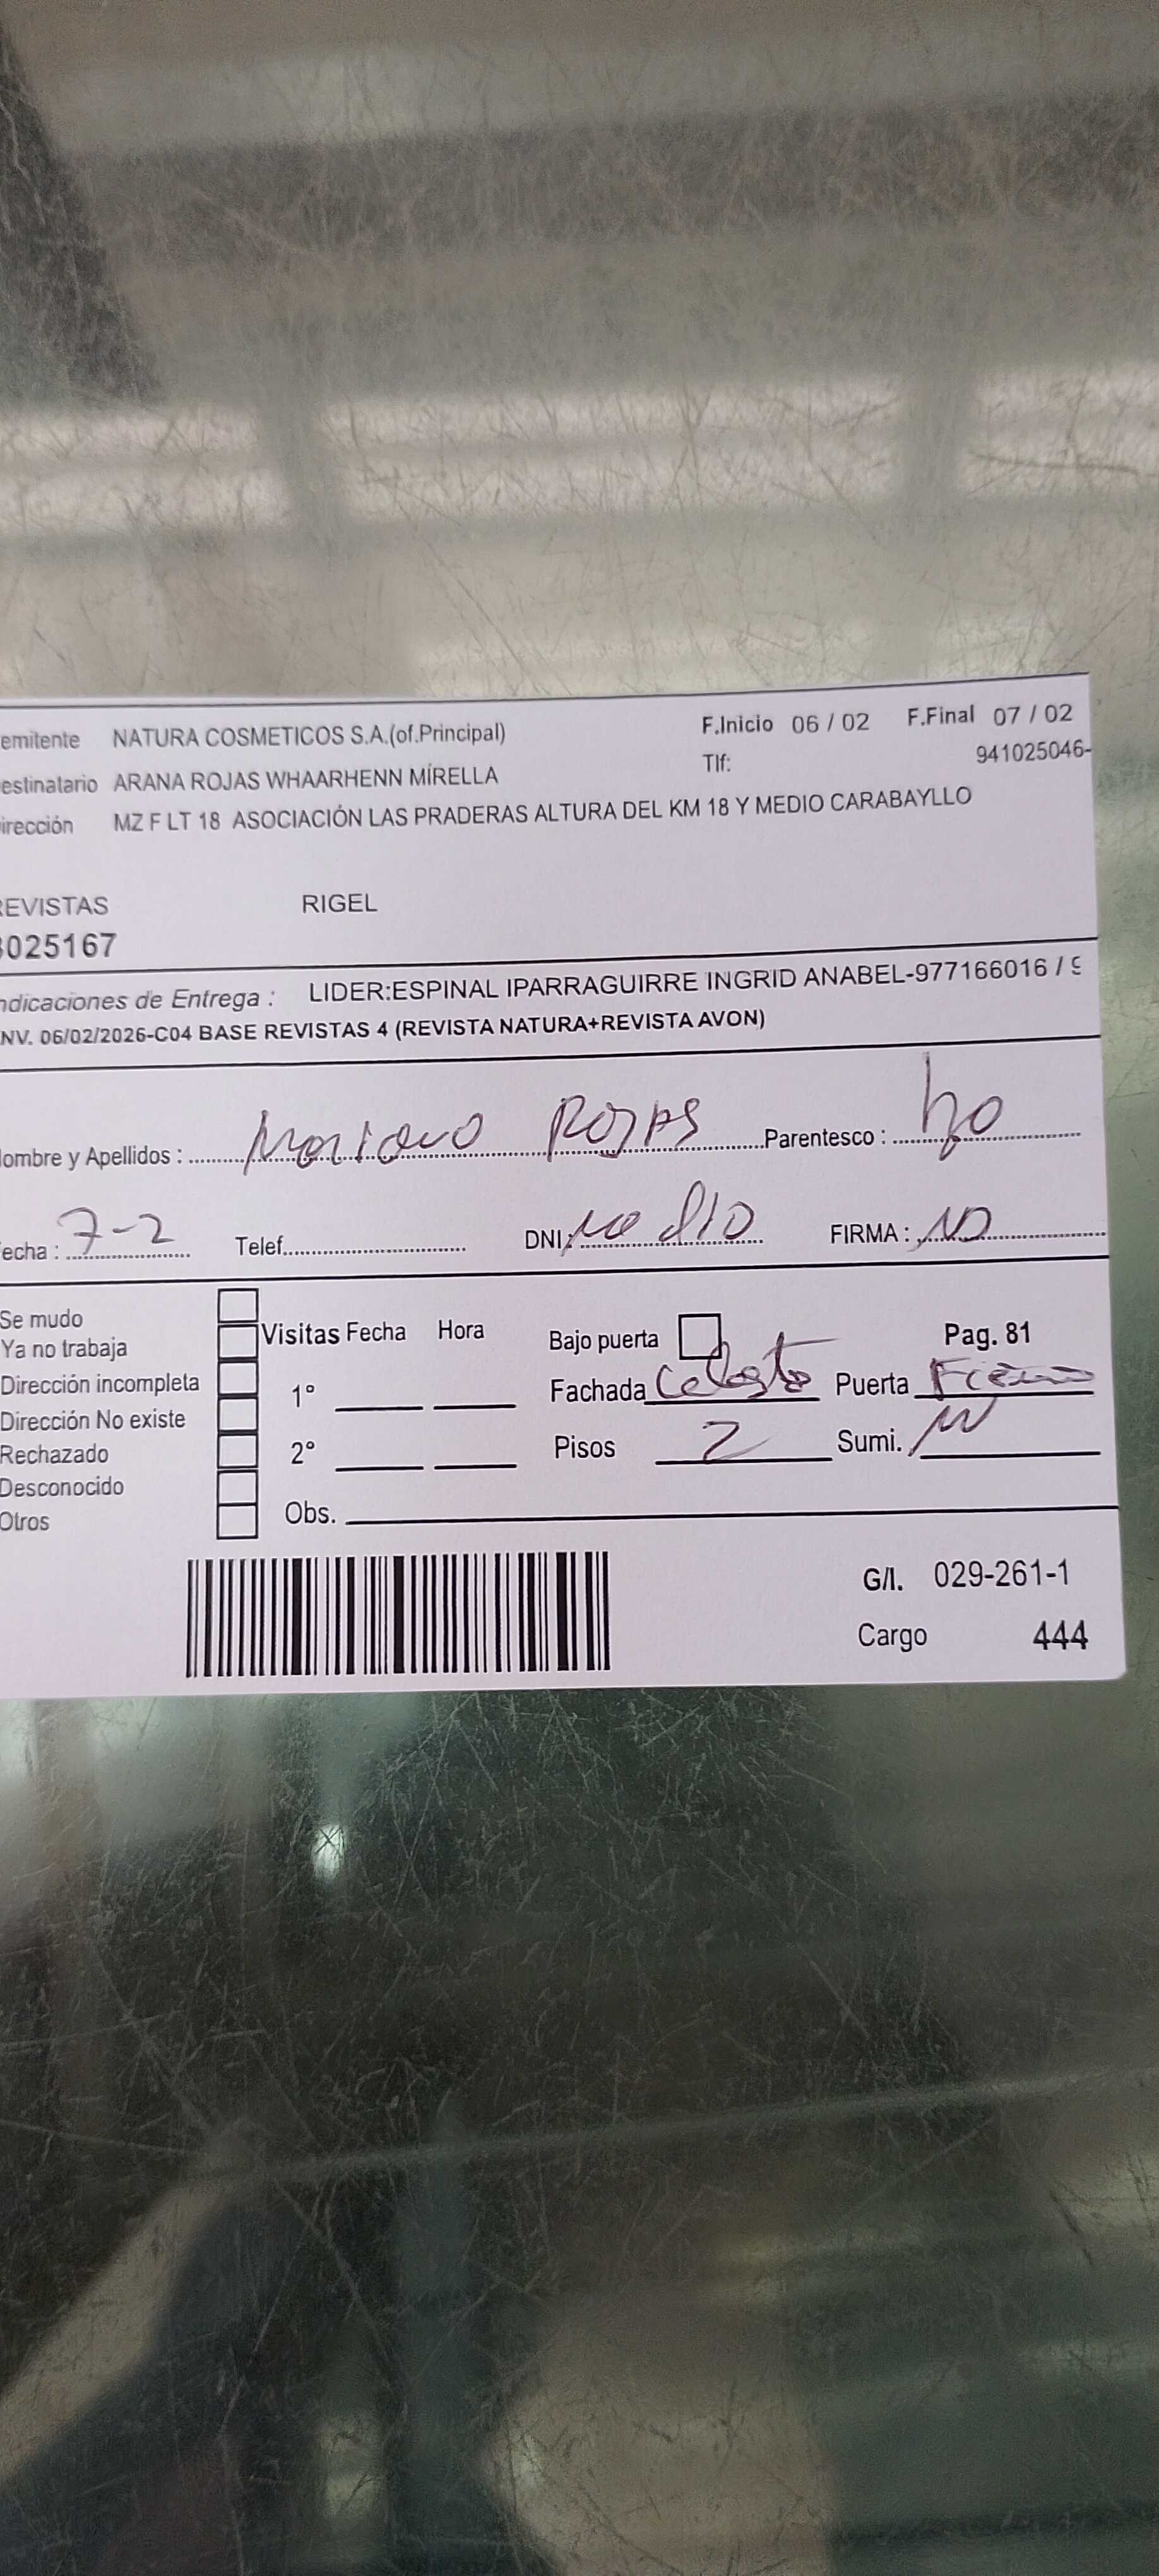 emitente NATURA COSMETICOS S.A.(of.Principal) F.Inicio 06 / 02 F.Final 07 / 02
estinatario ARANA ROJAS WHAARHENN MÍRELLA Tlf: 941025046-
irección MZ F LT 18 ASOCIACIÓN LAS PRADERAS ALTURA DEL KM 18 Y MEDIO CARABAYLLO
REVISTAS RIGEL
3025167
ndicaciones de Entrega : LIDER:ESPINAL IPARRAGUIRRE INGRID ANABEL-977166016 / 9
NV. 06/02/2026-C04 BASE REVISTAS 4 (REVISTA NATURA+REVISTA AVON)
ombre y Apellidos : Rojas Parentesco :
echa : 7-2 Telef. DNI: No dio FIRMA : NO
Se mudo
Ya no trabaja Visitas Fecha Hora Bajo puerta Pag. 81
Dirección incompleta 1° Fachada Celeste Puerta Fierro
Dirección No existe
Rechazado 2° Pisos 2 Sumi.
Desconocido
Otros Obs.
G/I. 029-261-1
Cargo 444